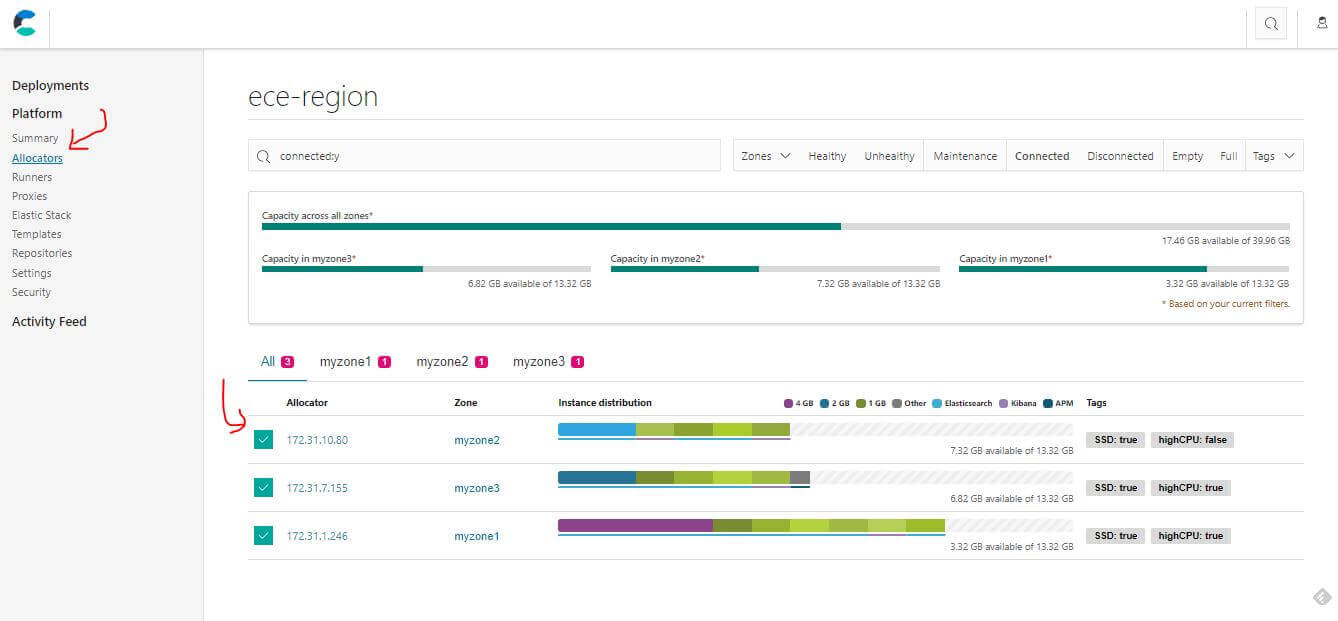 ece-region
Deployments
Platform
Summary
Allocators
Runners
Proxies
Elastic Stack
Templates
Repositories
Settings
Security
Activity Feed
connected:y
Zones Healthy Unhealthy Maintenance Connected Disconnected Empty Full Tags
Capacity across all zones*
17.46 GB available of 39.96 GB
Capacity in myzone3* Capacity in myzone2* Capacity in myzone1*
6.82 GB available of 13.32 GB 7.32 GB available of 13.32 GB 3.32 GB available of 13.32 GB
* Based on your current filters.
All 3 myzone1 1 myzone2 1 myzone3 1
Allocator Zone Instance distribution 4 GB 2 GB 1 GB Other Elasticsearch Kibana APM Tags
172.31.10.80 myzone2 SSD: true highCPU: false
7.32 GB available of 13.32 GB
172.31.7.155 myzone3 SSD: true highCPU: true
6.82 GB available of 13.32 GB
172.31.1.246 myzone1 SSD: true highCPU: true
3.32 GB available of 13.32 GB